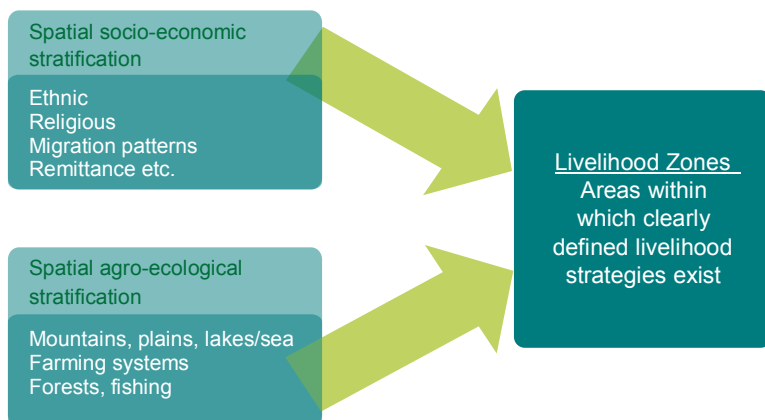 Spatial socio-economic
stratification
Ethnic
Religious
Migration patterns
Remittance etc.
Spatial agro-ecological
stratification
Mountains, plains, lakes/sea
Farming systems
Forests, fishing
Livelihood Zones
Areas within
which clearly
defined livelihood
strategies exist